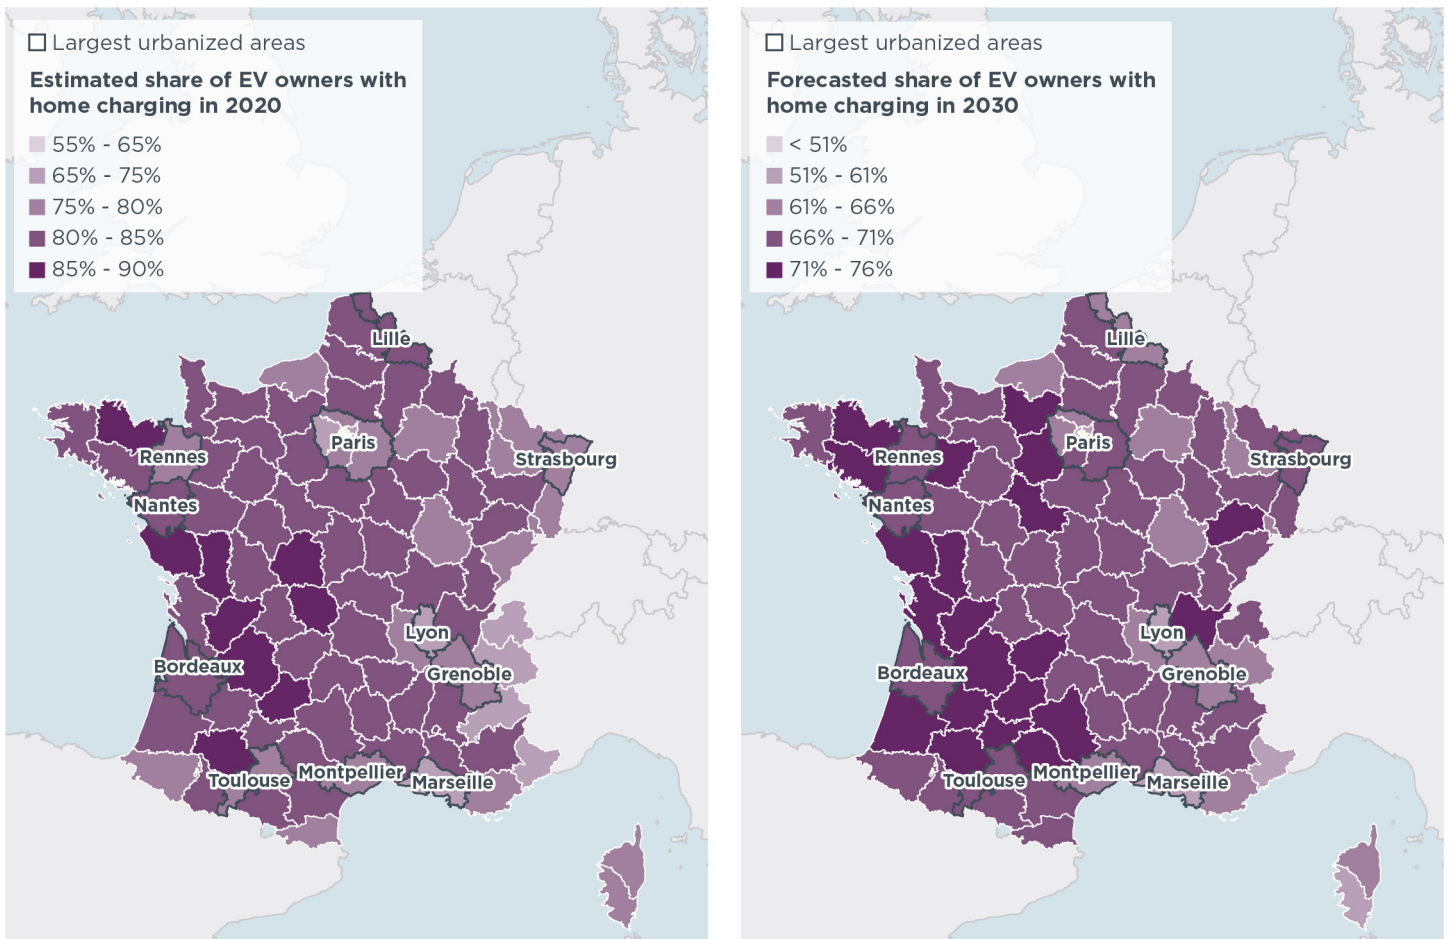 Largest urbanized areas
Estimated share of EV owners with
home charging in 2020
55% - 65%
65% - 75%
75% - 80%
80% - 85%
85% - 90%
Lille
Paris
Rennes
Strasbourg
Nantes
Lyon
Bordeaux
Grenoble
Toulouse
Montpellier
Marseille
Largest urbanized areas
Forecasted share of EV owners with
home charging in 2030
< 51%
51% - 61%
61% - 66%
66% - 71%
71% - 76%
Lille
Paris
Rennes
Strasbourg
Nantes
Lyon
Bordeaux
Grenoble
Toulouse
Montpellier
Marseille